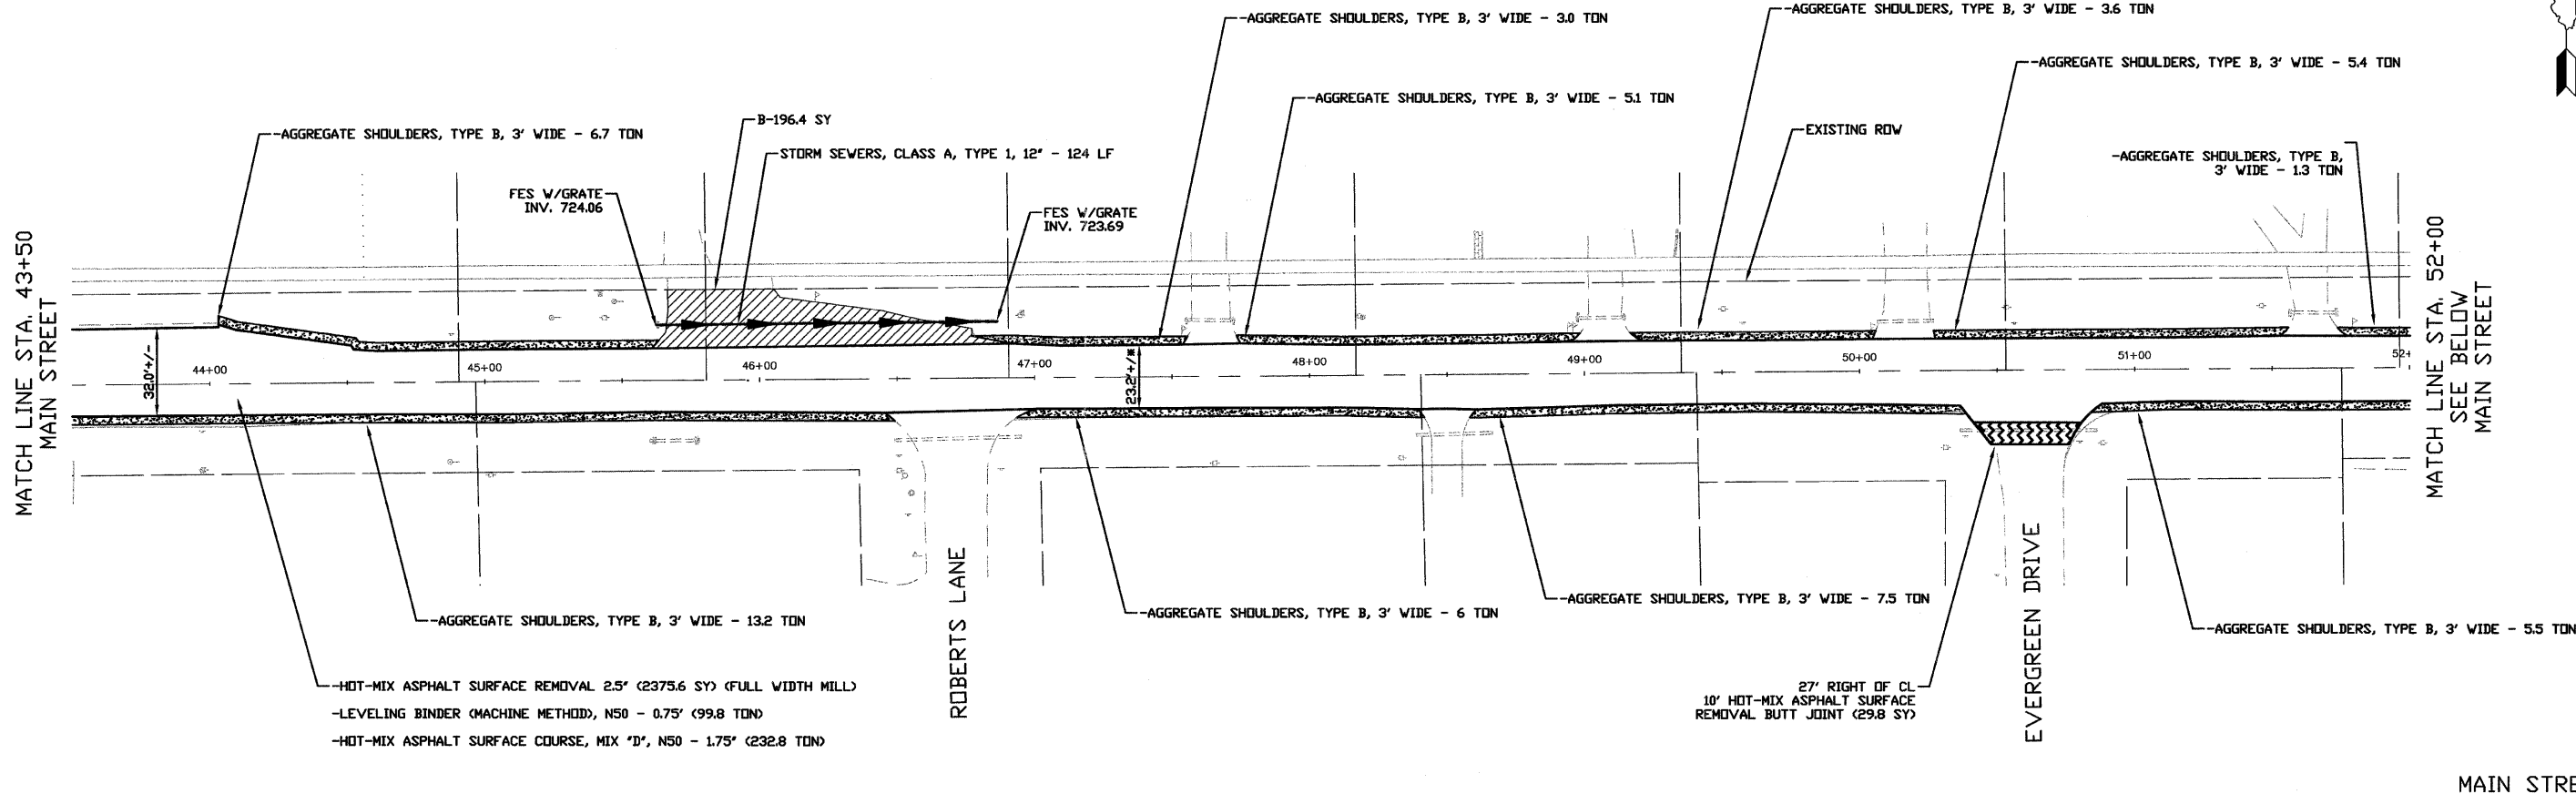 -AGGREGATE SHOULDERS, TYPE B, 3' WIDE - 3.6 TON
-AGGREGATE SHOULDERS, TYPE B, 3' WIDE - 3.0 TON
-AGGREGATE SHOULDERS, TYPE B, 3' WIDE - 5.4 TON
-AGGREGATE SHOULDERS, TYPE B, 3' WIDE - 5.1 TON
B-196.4 SY
-AGGREGATE SHOULDERS, TYPE B, 3' WIDE - 6.7 TON
EXISTING ROW
STORM SEWERS, CLASS A, TYPE 1, 12" - 124 LF
-AGGREGATE SHOULDERS, TYPE B,
3' WIDE - 1.3 TON
FES W/GRATE
INV. 724.06
FES W/GRATE
INV. 723.69
MATCH LINE STA. 43+50
MAIN STREET
MATCH LINE STA. 52+00
SEE BELOW
MAIN STREET
32.0'+/-
23.2'+/*
44+00
45+00
46+00
47+00
48+00
49+00
50+00
51+00
52+
ROBERTS LANE
EVERGREEN DRIVE
-AGGREGATE SHOULDERS, TYPE B, 3' WIDE - 13.2 TON
-AGGREGATE SHOULDERS, TYPE B, 3' WIDE - 6 TON
-AGGREGATE SHOULDERS, TYPE B, 3' WIDE - 7.5 TON
-AGGREGATE SHOULDERS, TYPE B, 3' WIDE - 5.5 TON
-HOT-MIX ASPHALT SURFACE REMOVAL 2.5" (2375.6 SY) (FULL WIDTH MILL)
-LEVELING BINDER (MACHINE METHOD), N50 - 0.75' (99.8 TON)
-HOT-MIX ASPHALT SURFACE COURSE, MIX "D", N50 - 1.75" (232.8 TON)
27' RIGHT OF CL
10' HOT-MIX ASPHALT SURFACE
REMOVAL BUTT JOINT (29.8 SY)
MAIN STRE